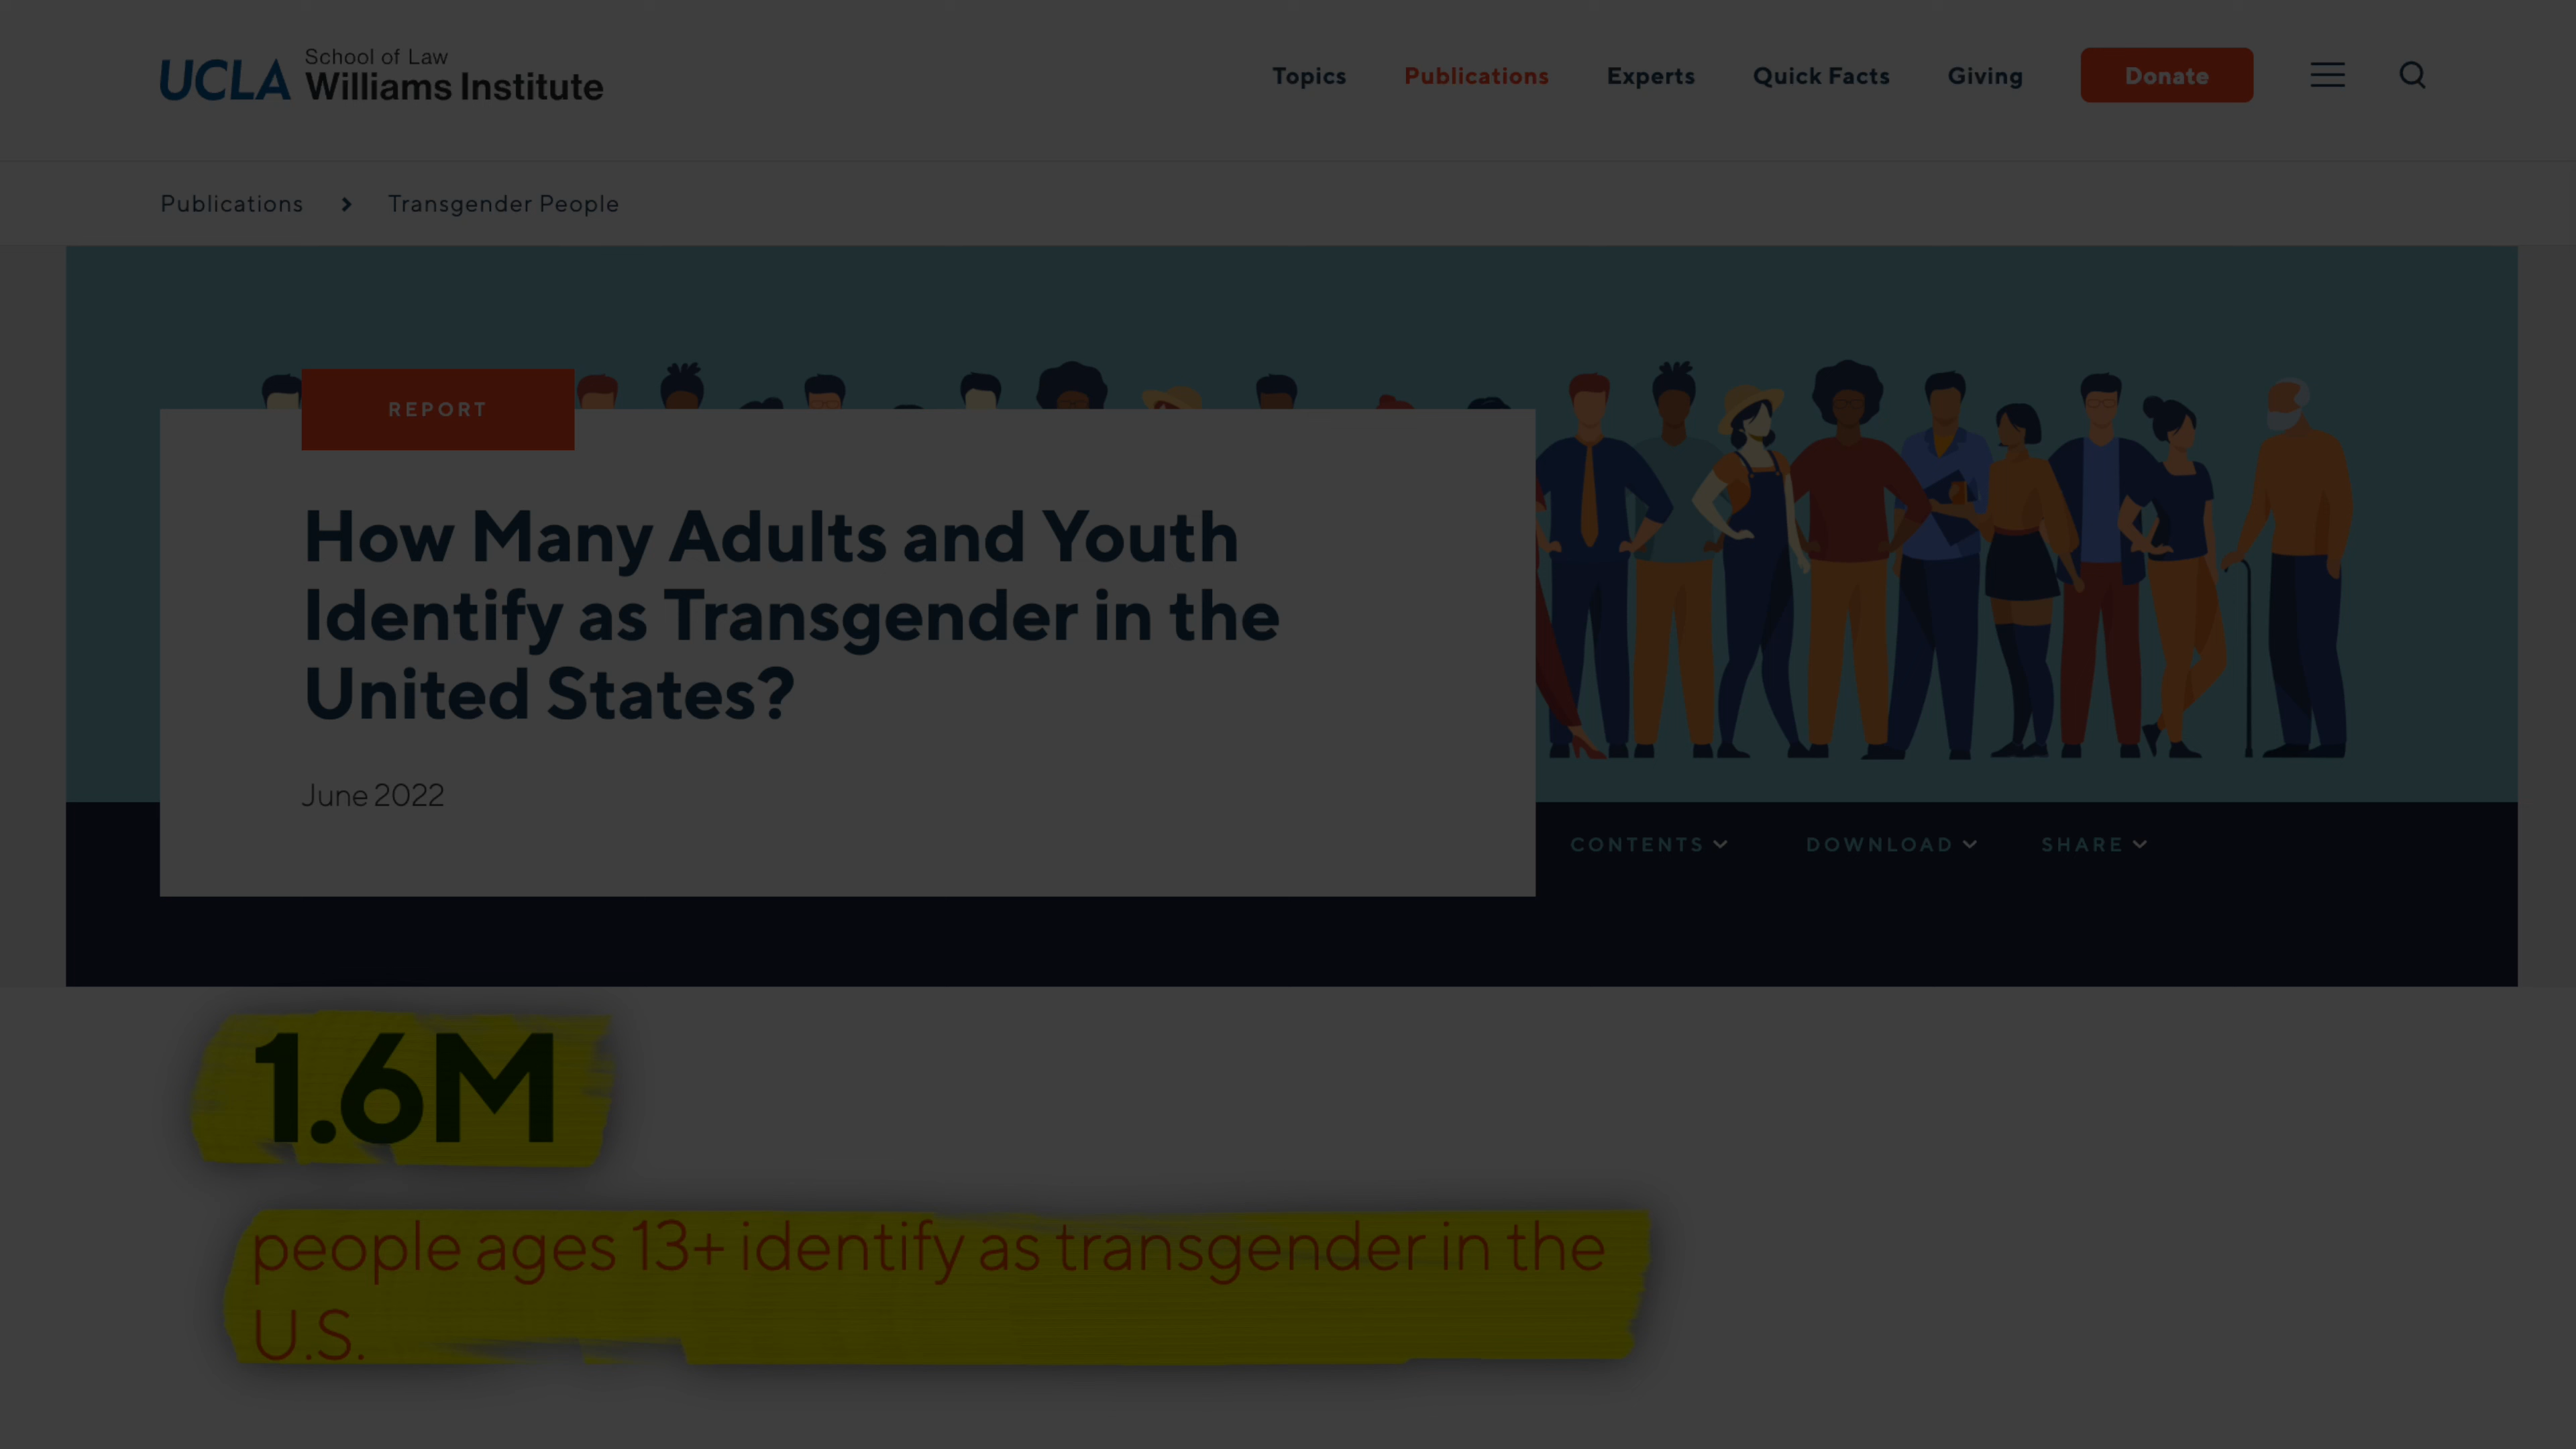 UCLA School of Law
Williams Institute
Topics Publications Experts Quick Facts Giving Donate
Publications > Transgender People
REPORT
How Many Adults and Youth
Identify as Transgender in the
United States?
June 2022
CONTENTS DOWNLOAD SHARE
1.6M
people ages 13+ identify as transgender in the
U.S.